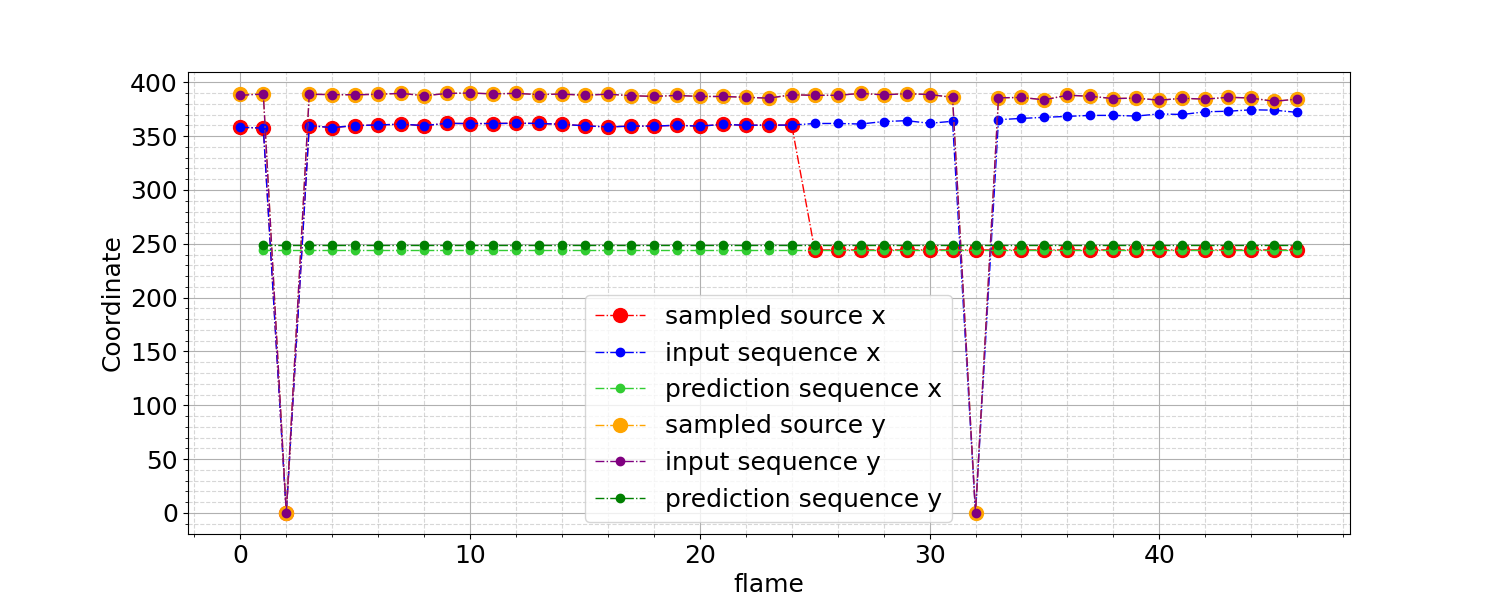 400
350
300
250
200
150
100
50
0
Coordinate
sampled source x
input sequence x
prediction sequence x
sampled source y
input sequence y
prediction sequence y
0 10 20 30 40
flame